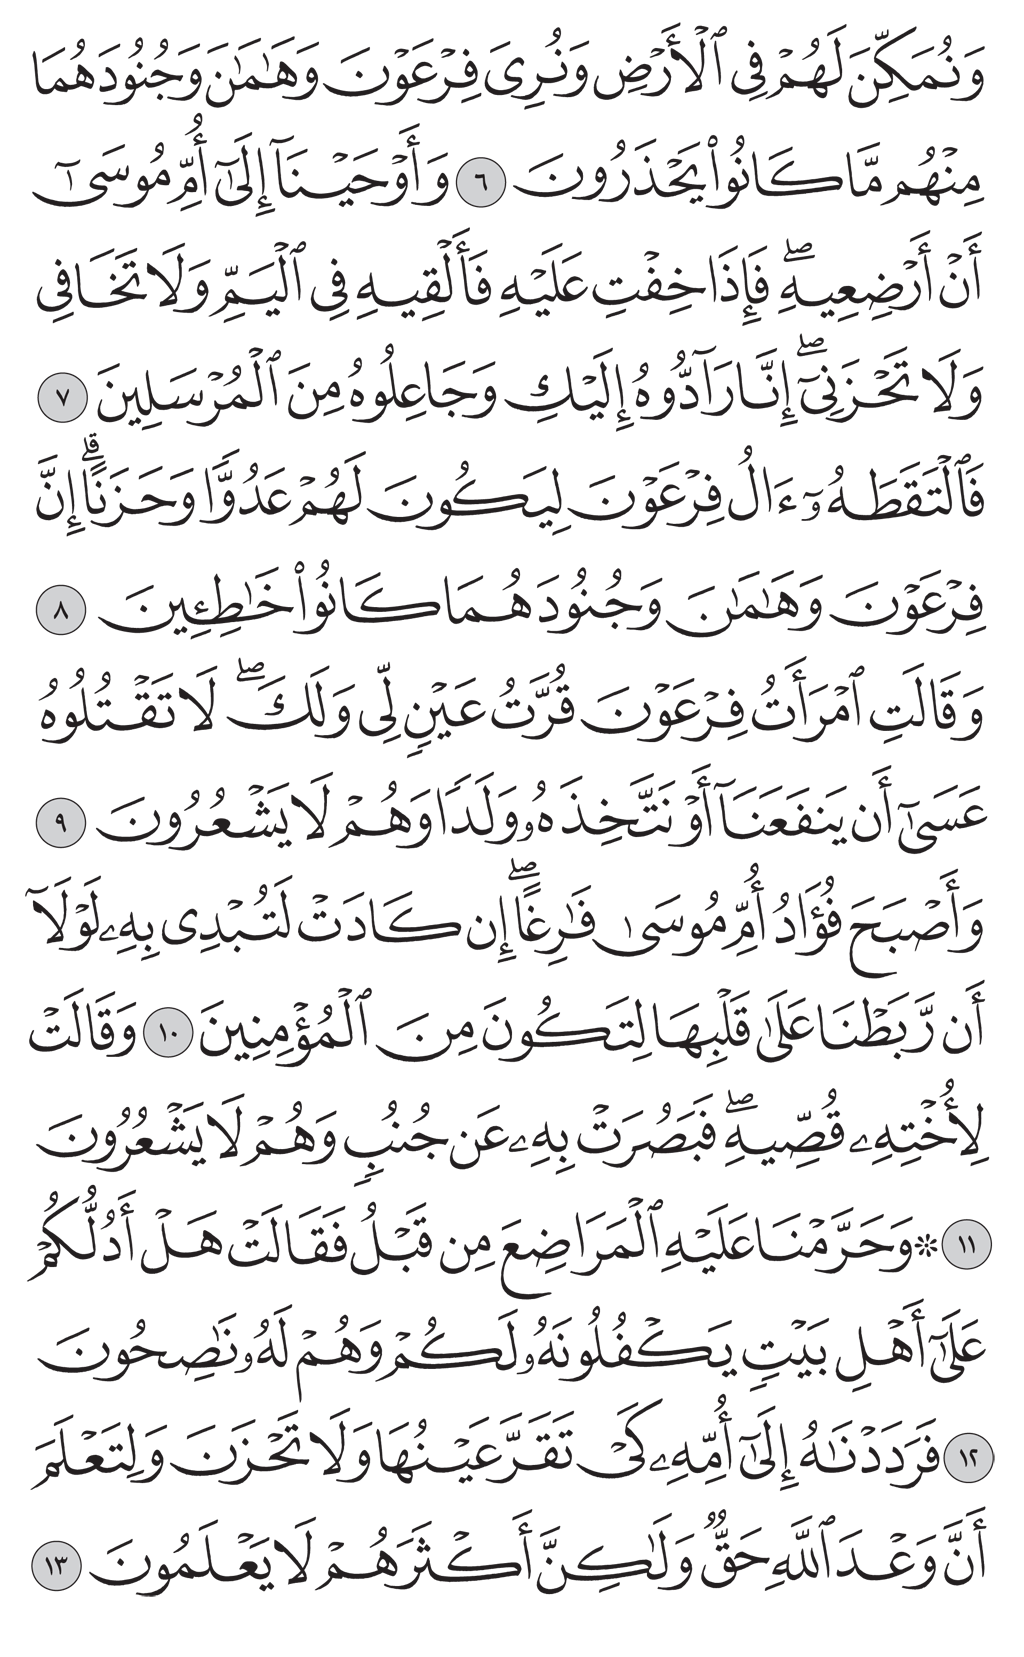 وَنُمَكِّنَ لَهُمۡ فِي ٱلۡأَرۡضِ وَنُرِيَ فِرۡعَوۡنَ وَهَٰمَٰنَ وَجُنُودَهُمَا
مِنۡهُم مَّا كَانُواْ يَحۡذَرُونَ ٦ وَأَوۡحَيۡنَآ إِلَىٰٓ أُمِّ مُوسَىٰٓ
أَنۡ أَرۡضِعِيهِۖ فَإِذَا خِفۡتِ عَلَيۡهِ فَأَلۡقِيهِ فِي ٱلۡيَمِّ وَلَا تَخَافِي
وَلَا تَحۡزَنِيٓۖ إِنَّا رَآدُّوهُ إِلَيۡكِ وَجَاعِلُوهُ مِنَ ٱلۡمُرۡسَلِينَ ٧
فَٱلۡتَقَطَهُۥٓ ءَالُ فِرۡعَوۡنَ لِيَكُونَ لَهُمۡ عَدُوّٗا وَحَزَنًاۗ إِنَّ
فِرۡعَوۡنَ وَهَٰمَٰنَ وَجُنُودَهُمَا كَانُواْ خَٰطِـِٔينَ ٨
وَقَالَتِ ٱمۡرَأَتُ فِرۡعَوۡنَ قُرَّتُ عَيۡنٖ لِّي وَلَكَۖ لَا تَقۡتُلُوهُ
عَسَىٰٓ أَن يَنفَعَنَآ أَوۡ نَتَّخِذَهُۥ وَلَدٗا وَهُمۡ لَا يَشۡعُرُونَ ٩
وَأَصۡبَحَ فُؤَادُ أُمِّ مُوسَىٰ فَٰرِغًاۖ إِن كَادَتۡ لَتُبۡدِي بِهِۦ لَوۡلَآ
أَن رَّبَطۡنَا عَلَىٰ قَلۡبِهَا لِتَكُونَ مِنَ ٱلۡمُؤۡمِنِينَ ١٠ وَقَالَتۡ
لِأُخۡتِهِۦ قُصِّيهِۖ فَبَصُرَتۡ بِهِۦ عَن جُنُبٖ وَهُمۡ لَا يَشۡعُرُونَ
١١ ۞وَحَرَّمۡنَا عَلَيۡهِ ٱلۡمَرَاضِعَ مِن قَبۡلُ فَقَالَتۡ هَلۡ أَدُلُّكُمۡ
عَلَىٰٓ أَهۡلِ بَيۡتٖ يَكۡفُلُونَهُۥ لَكُمۡ وَهُمۡ لَهُۥ نَٰصِحُونَ
١٢ فَرَدَدۡنَٰهُ إِلَىٰٓ أُمِّهِۦ كَيۡ تَقَرَّ عَيۡنُهَا وَلَا تَحۡزَنَ وَلِتَعۡلَمَ
أَنَّ وَعۡدَ ٱللَّهِ حَقّٞ وَلَٰكِنَّ أَكۡثَرَهُمۡ لَا يَعۡلَمُونَ ١٣